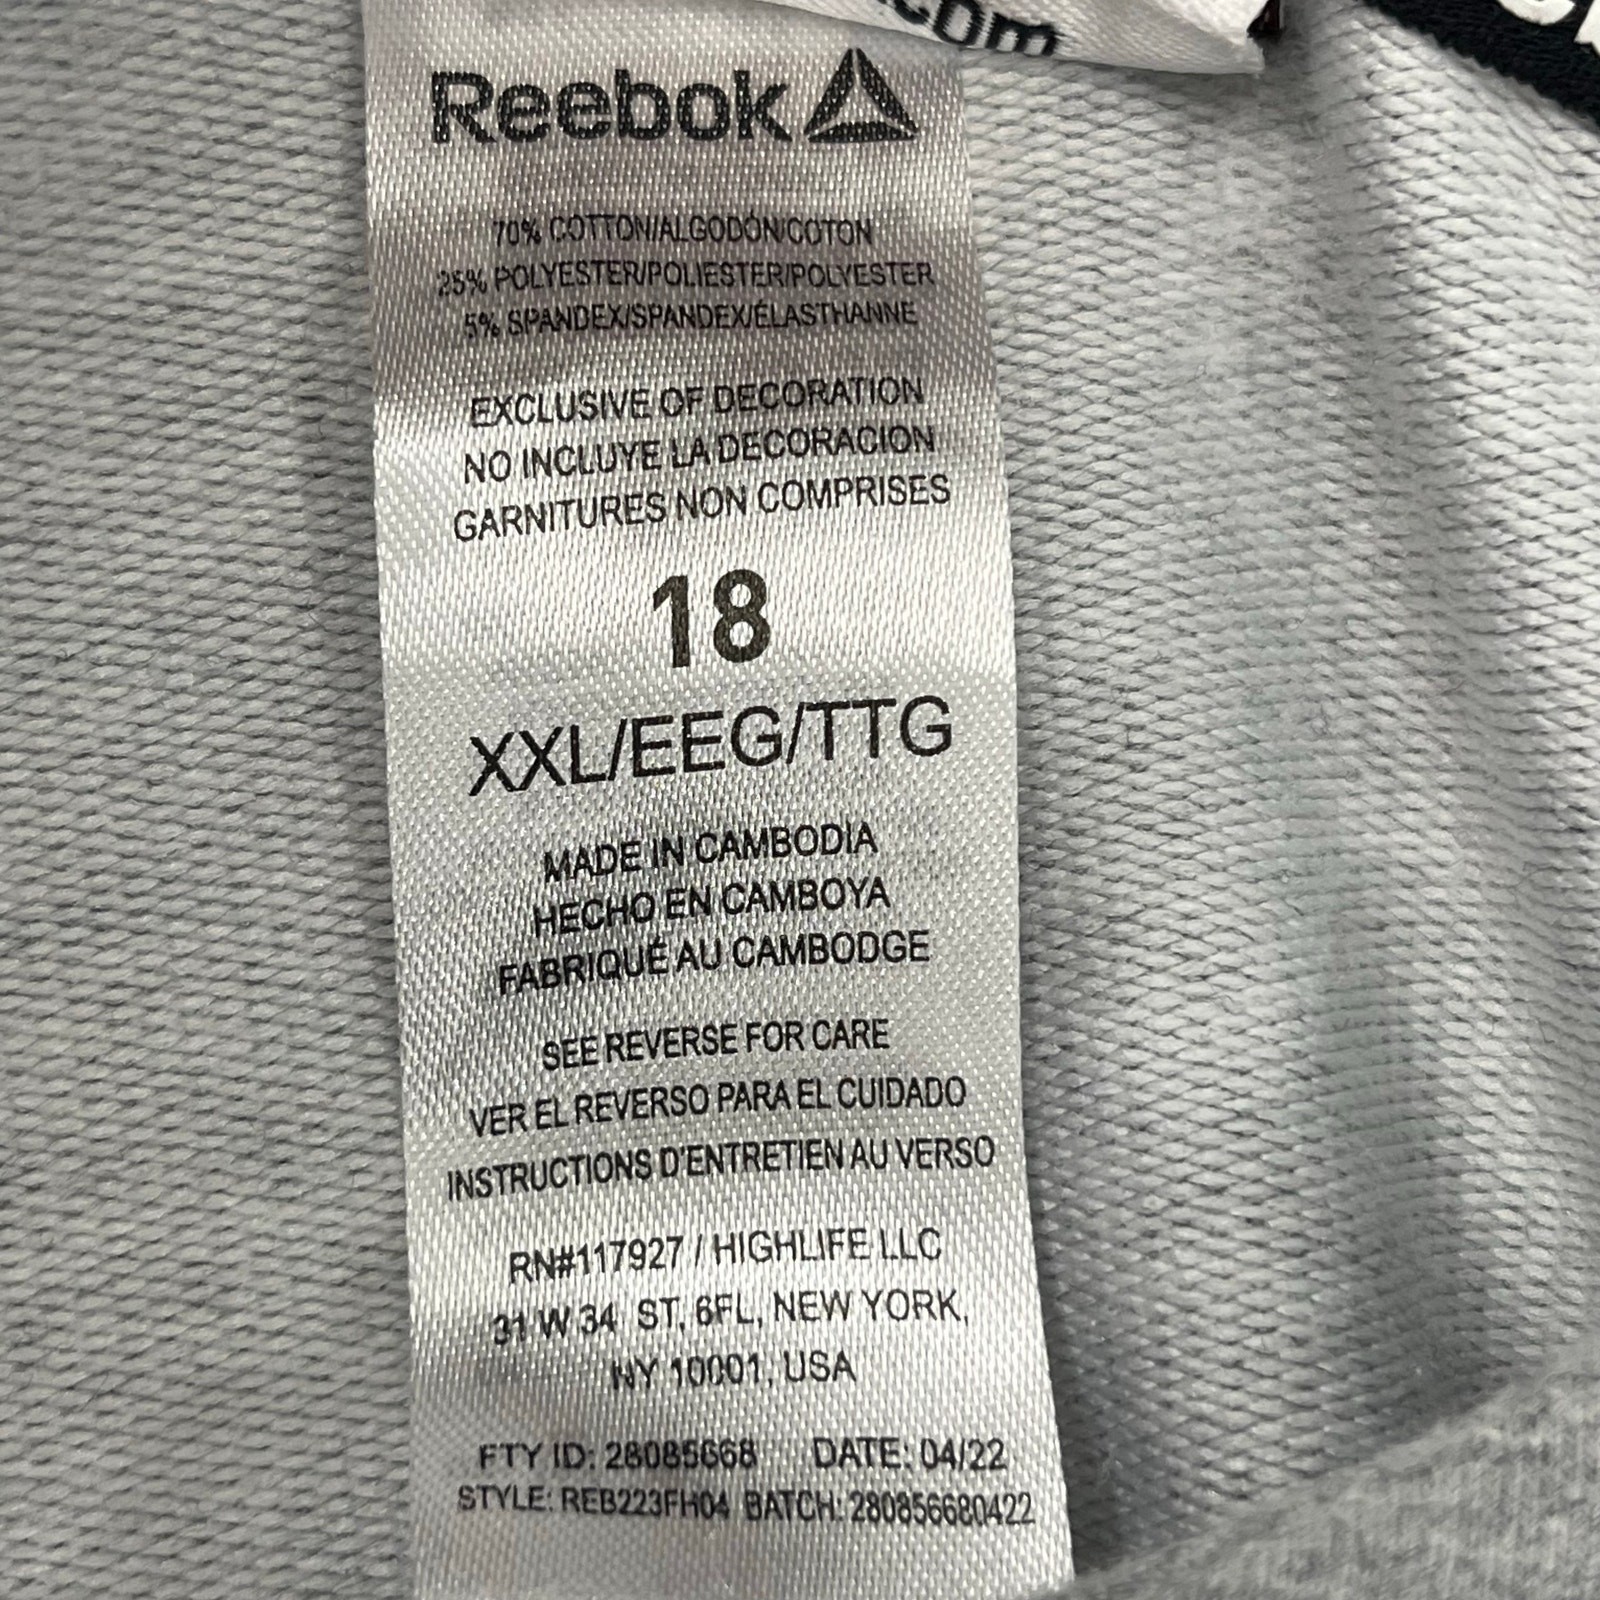 .com
Reebok
70% COTTON/ALGODÓN/COTON
25% POLYESTER/POLIESTER/POLYESTER
5% SPANDEX/SPANDEX/ÉLASTHANNE
EXCLUSIVE OF DECORATION
NO INCLUYE LA DECORACION
GARNITURES NON COMPRISES
18
XXL/EEG/TTG
MADE IN CAMBODIA
HECHO EN CAMBOYA
FABRIQUÉ AU CAMBODGE
SEE REVERSE FOR CARE
VER EL REVERSO PARA EL CUIDADO
INSTRUCTIONS D'ENTRETIEN AU VERSO
RN#117927 / HIGHLIFE LLC
31 W 34 ST, 6FL, NEW YORK,
NY 10001, USA
FTY ID: 28085668 DATE: 04/22
STYLE: REB223FH04 BATCH: 280856680422